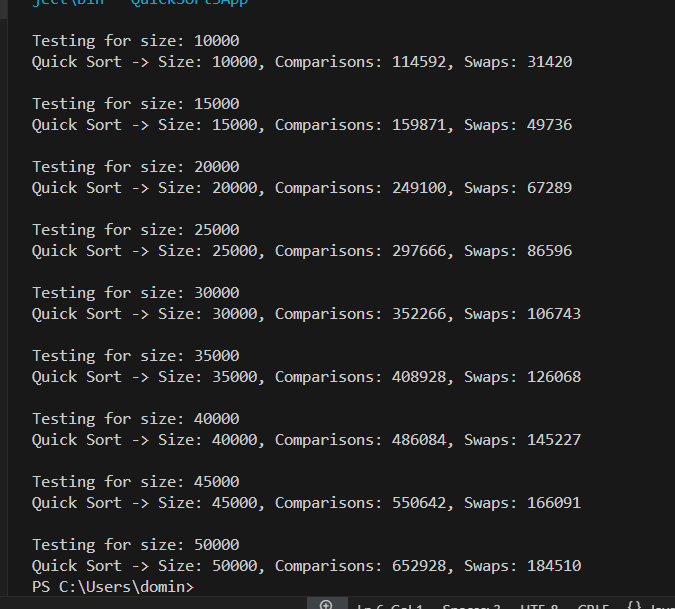 ject\bin' 'QuickSort3App'
Testing for size: 10000
Quick Sort -> Size: 10000, Comparisons: 114592, Swaps: 31420
Testing for size: 15000
Quick Sort -> Size: 15000, Comparisons: 159871, Swaps: 49736
Testing for size: 20000
Quick Sort -> Size: 20000, Comparisons: 249100, Swaps: 67289
Testing for size: 25000
Quick Sort -> Size: 25000, Comparisons: 297666, Swaps: 86596
Testing for size: 30000
Quick Sort -> Size: 30000, Comparisons: 352266, Swaps: 106743
Testing for size: 35000
Quick Sort -> Size: 35000, Comparisons: 408928, Swaps: 126068
Testing for size: 40000
Quick Sort -> Size: 40000, Comparisons: 486084, Swaps: 145227
Testing for size: 45000
Quick Sort -> Size: 45000, Comparisons: 550642, Swaps: 166091
Testing for size: 50000
Quick Sort -> Size: 50000, Comparisons: 652928, Swaps: 184510
PS C:\Users\domin>
Ln 6, Col 1 Spaces: 3 UTF-8 CRLF {}